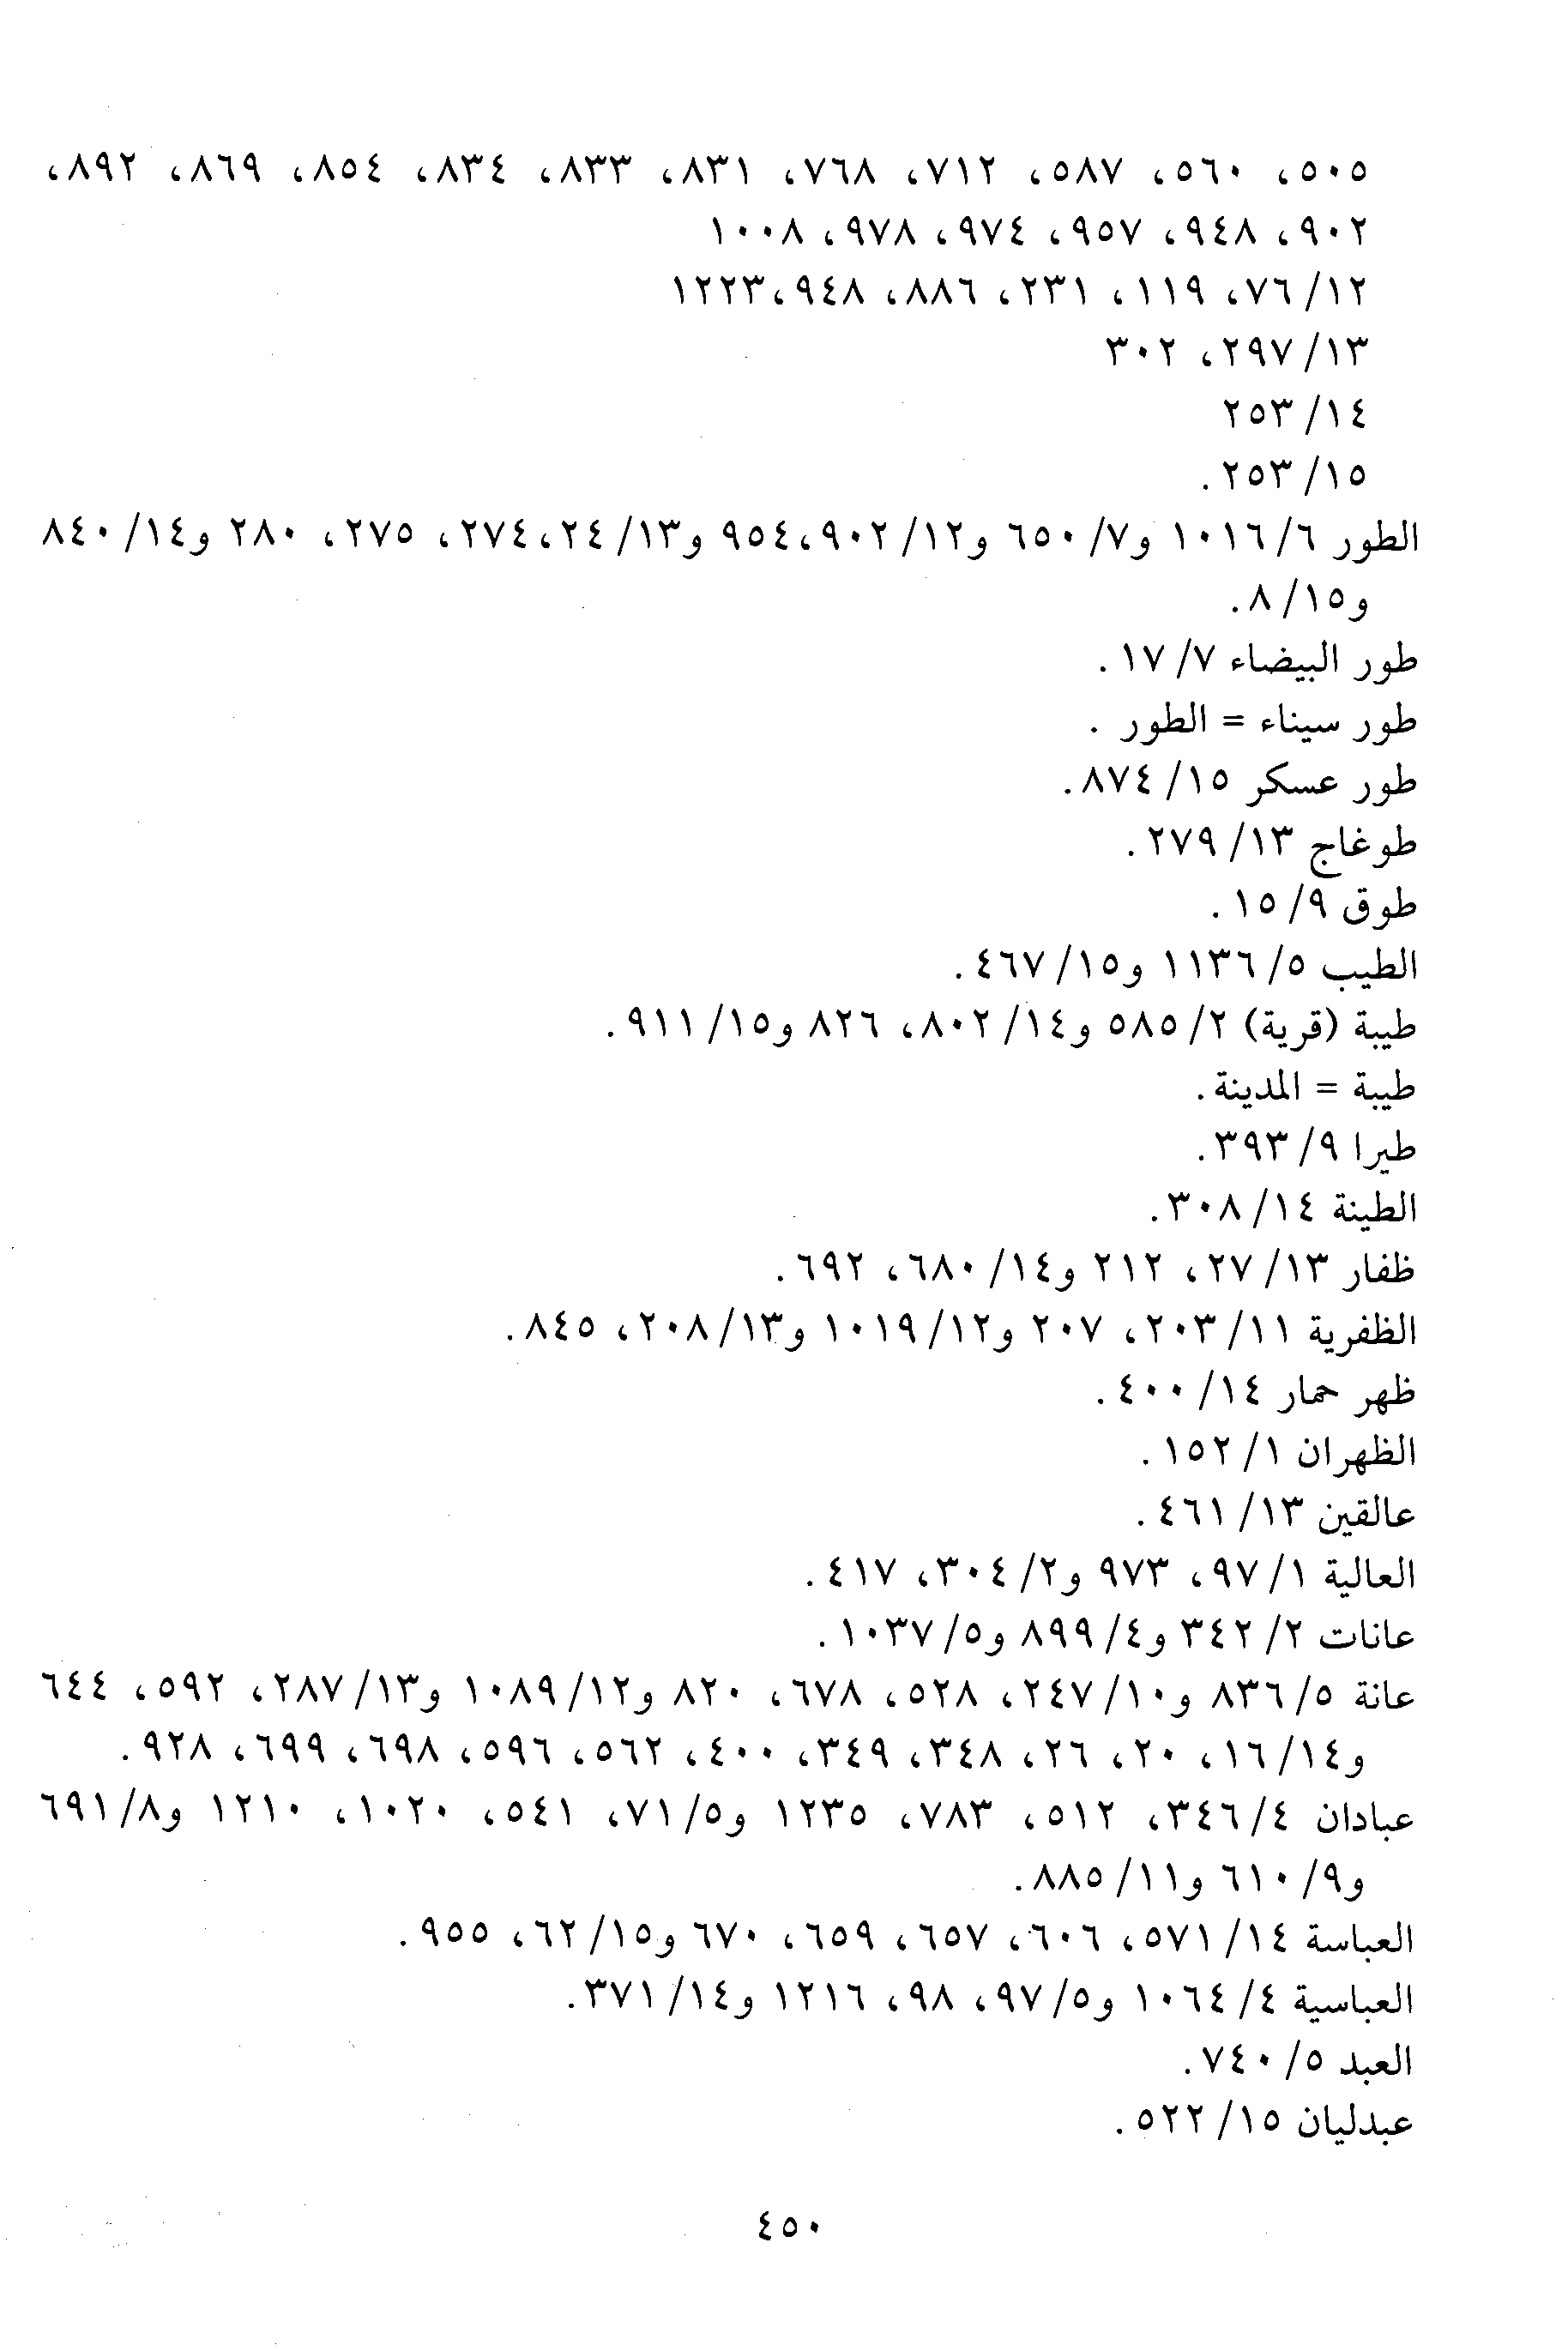 ٥٠٥، ٥٦٠، ٥٨٧، ٧١٢، ٧٦٨، ٨٣١، ٨٣٣، ٨٣٤، ٨٥٤، ٨٦٩، ٨٩٢،
٩٠٢، ٩٤٨، ٩٥٧، ٩٧٤، ٩٧٨، ١٠٠٨
١٢/ ٧٦، ١١٩، ٢٣١، ٨٨٦، ٩٤٨،١٢٢٣
١٣/ ٢٩٧، ٣٠٢
١٤/ ٢٥٣
١٥/ ٢٥٣.
الطور ٦/ ١٠١٦ و٧/ ٦٥٠ و١٢/ ٩٠٢،٩٥٤ و١٣/ ٢٤،٢٧٤، ٢٧٥، ٢٨٠ و١٤/ ٨٤٠
و١٥/ ٨.
طور البيضاء ٧/ ١٧.
طور سيناء = الطور .
طور عسكر ١٥/ ٨٧٤.
طوغاج ١٣/ ٢٧٩.
طوق ٩/ ١٥.
الطيب ٥/ ١١٣٦ و١٥/ ٤٦٧.
طيبة (قرية) ٢/ ٥٨٥ و١٤/ ٨٠٢، ٨٢٦ و١٥/ ٩١١.
طيبة = المدينة.
طيرا ٩/ ٣٩٣.
الطينة ١٤/ ٣٠٨.
ظفار ١٣/ ٢٧، ٢١٢ و١٤/ ٦٨٠، ٦٩٢.
الظفرية ١١/ ٢٠٣، ٢٠٧ و١٢/ ١٠١٩ و١٣/ ٢٠٨، ٨٤٥.
ظهر حمار ١٤/ ٤٠٠.
الظهران ١/ ١٥٢.
عالقين ١٣/ ٤٦١.
العالية ١/ ٩٧، ٩٧٣ و٢/ ٣٠٤، ٤١٧.
عانات ٢/ ٣٤٢ و٤/ ٨٩٩ و٥/ ١٠٣٧.
عانة ٥/ ٨٣٦ و١٠/ ٢٤٧، ٥٢٨، ٦٧٨، ٨٢٠ و١٢/ ١٠٨٩ و١٣/ ٢٨٧، ٥٩٢، ٦٤٤
و١٤/ ١٦، ٢٠، ٢٦، ٣٤٨، ٣٤٩، ٤٠٠، ٥٦٢، ٥٩٦، ٦٩٨، ٦٩٩، ٩٢٨.
عبادان ٤/ ٣٤٦، ٥١٢، ٧٨٣، ١٢٣٥ و٥/ ٧١، ٥٤١، ١٠٢٠، ١٢١٠ و٨/ ٦٩١
و٩/ ٦١٠ و١١/ ٨٨٥.
العباسة ١٤/ ٥٧١، ٦٠٦، ٦٥٧، ٦٥٩، ٦٧٠ و١٥/ ٦٢، ٩٥٥.
العباسية ٤/ ١٠٦٤ و٥/ ٩٧، ٩٨، ١٢١٦ و١٤/ ٣٧١.
العبد ٥/ ٧٤٠.
عبدليان ١٥/ ٥٢٢.
٤٥٠